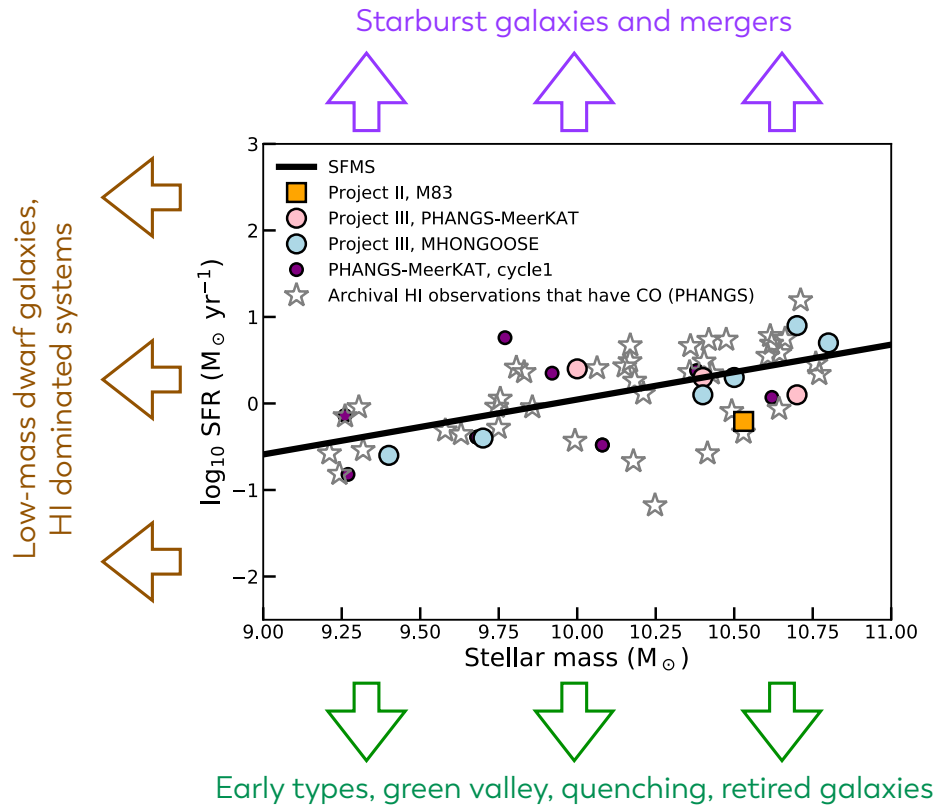 Starburst galaxies and mergers
Low-mass dwarf galaxies,
HI dominated systems
log₁₀ SFR (M⊙ yr⁻¹)
3
2
1
0
−1
−2
SFMS
Project II, M83
Project III, PHANGS-MeerKAT
Project III, MHONGOOSE
PHANGS-MeerKAT, cycle1
Archival HI observations that have CO (PHANGS)
9.00 9.25 9.50 9.75 10.00 10.25 10.50 10.75 11.00
Stellar mass (M⊙)
Early types, green valley, quenching, retired galaxies